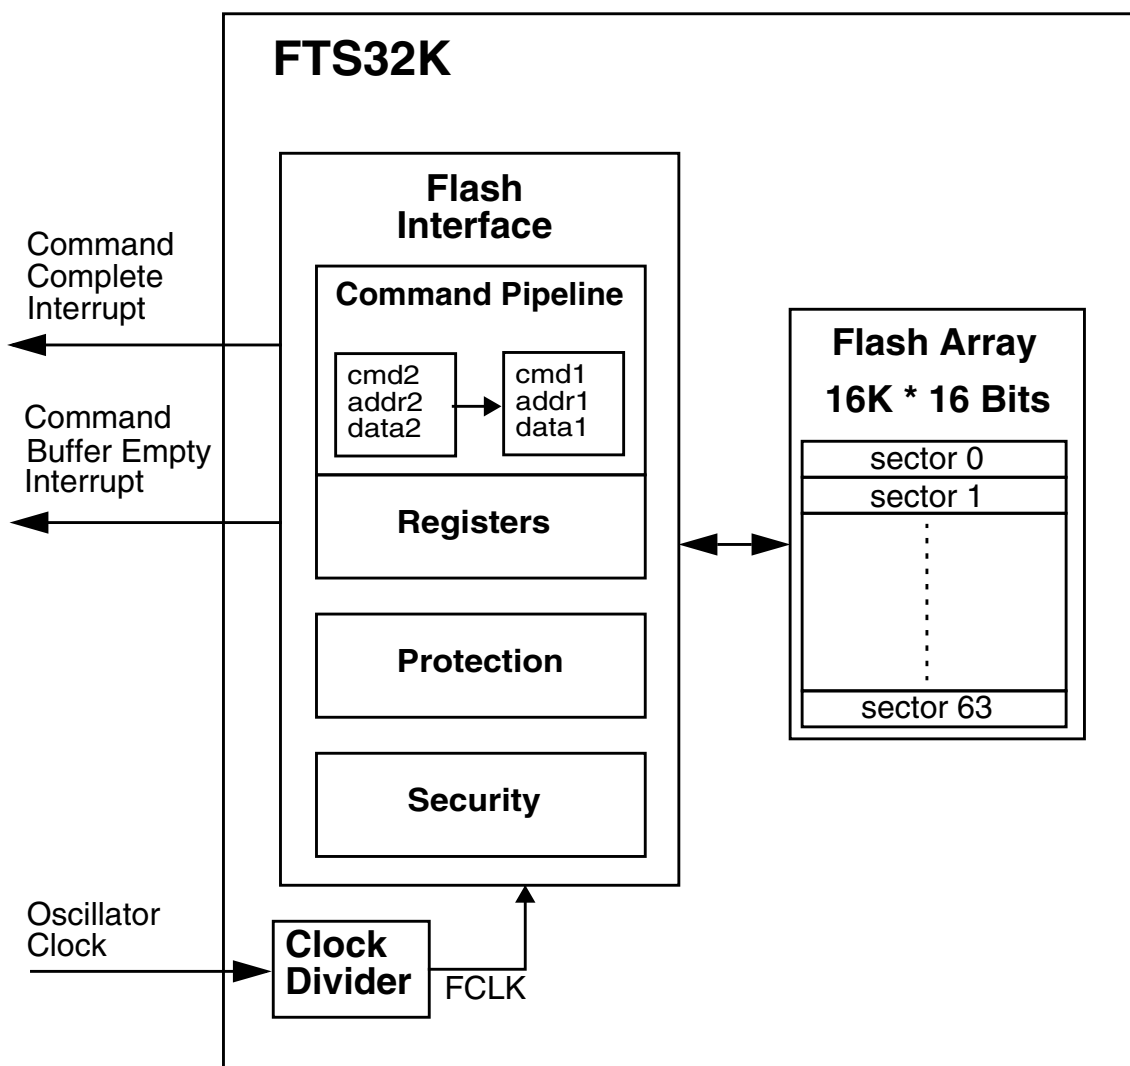 FTS32K
Flash
Interface
Command
Complete
Interrupt
Command Pipeline
cmd2
addr2
data2
cmd1
addr1
data1
Command
Buffer Empty
Interrupt
Registers
Protection
Security
Flash Array
16K * 16 Bits
sector 0
sector 1
sector 63
Oscillator
Clock
Clock
Divider
FCLK